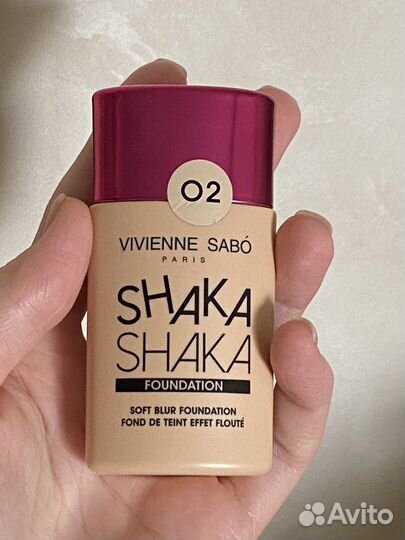 02
VIVIENNE SABÓ
PARIS
SHAKA
SHAKA
FOUNDATION
SOFT BLUR FOUNDATION
FOND DE TEINT EFFET FLOUTÉ
Avito